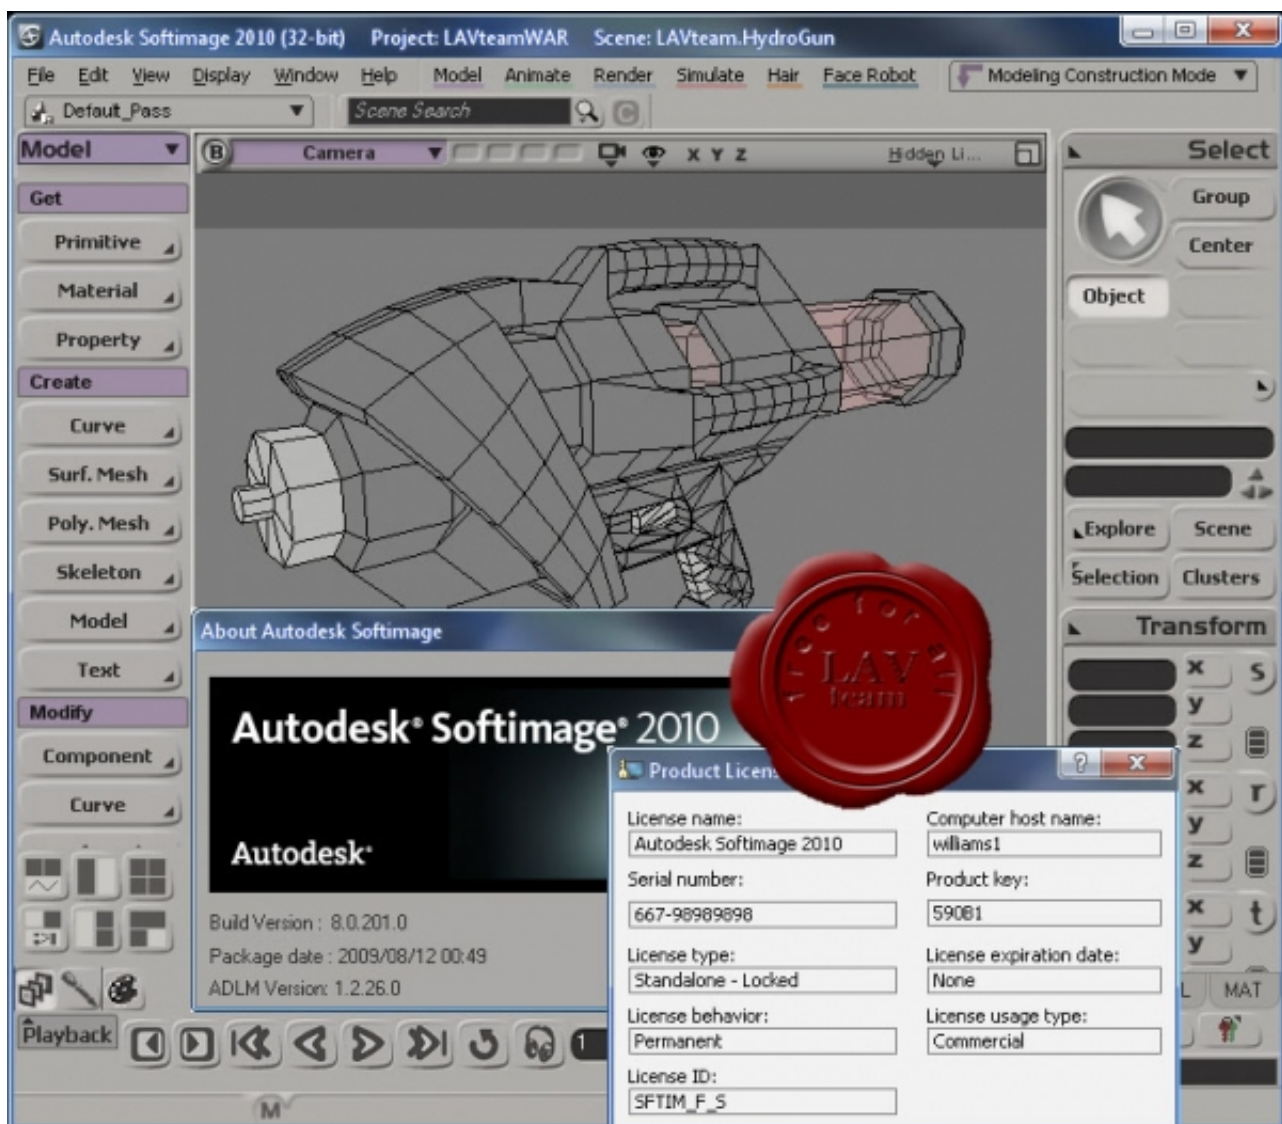 Autodesk Softimage 2010 (32-bit) Project: LAVteamWAR Scene: LAVteam.HydroGun
File Edit View Display Window Help Model Animate Render Simulate Hair Face Robot Modeling Construction Mode
Default_Pass Scene Search
Model
B Camera X Y Z Hidden Li...
Select
Get
Primitive
Material
Property
Create
Curve
Surf. Mesh
Poly. Mesh
Skeleton
Model
Text
Modify
Component
Curve
Group
Center
Object
Explore Scene
Selection Clusters
Transform
x s
y
z
x r
y
z
x t
y
L MAT
free for all
LAV
team
About Autodesk Softimage
Autodesk® Softimage® 2010
Autodesk®
Build Version : 8.0.201.0
Package date : 2009/08/12 00:49
ADLM Version: 1.2.26.0
Product Licens
License name: Computer host name:
Autodesk Softimage 2010 williams1
Serial number: Product key:
667-98989898 590B1
License type: License expiration date:
Standalone - Locked None
License behavior: License usage type:
Permanent Commercial
License ID:
SFTIM_F_S
Playback 1
M